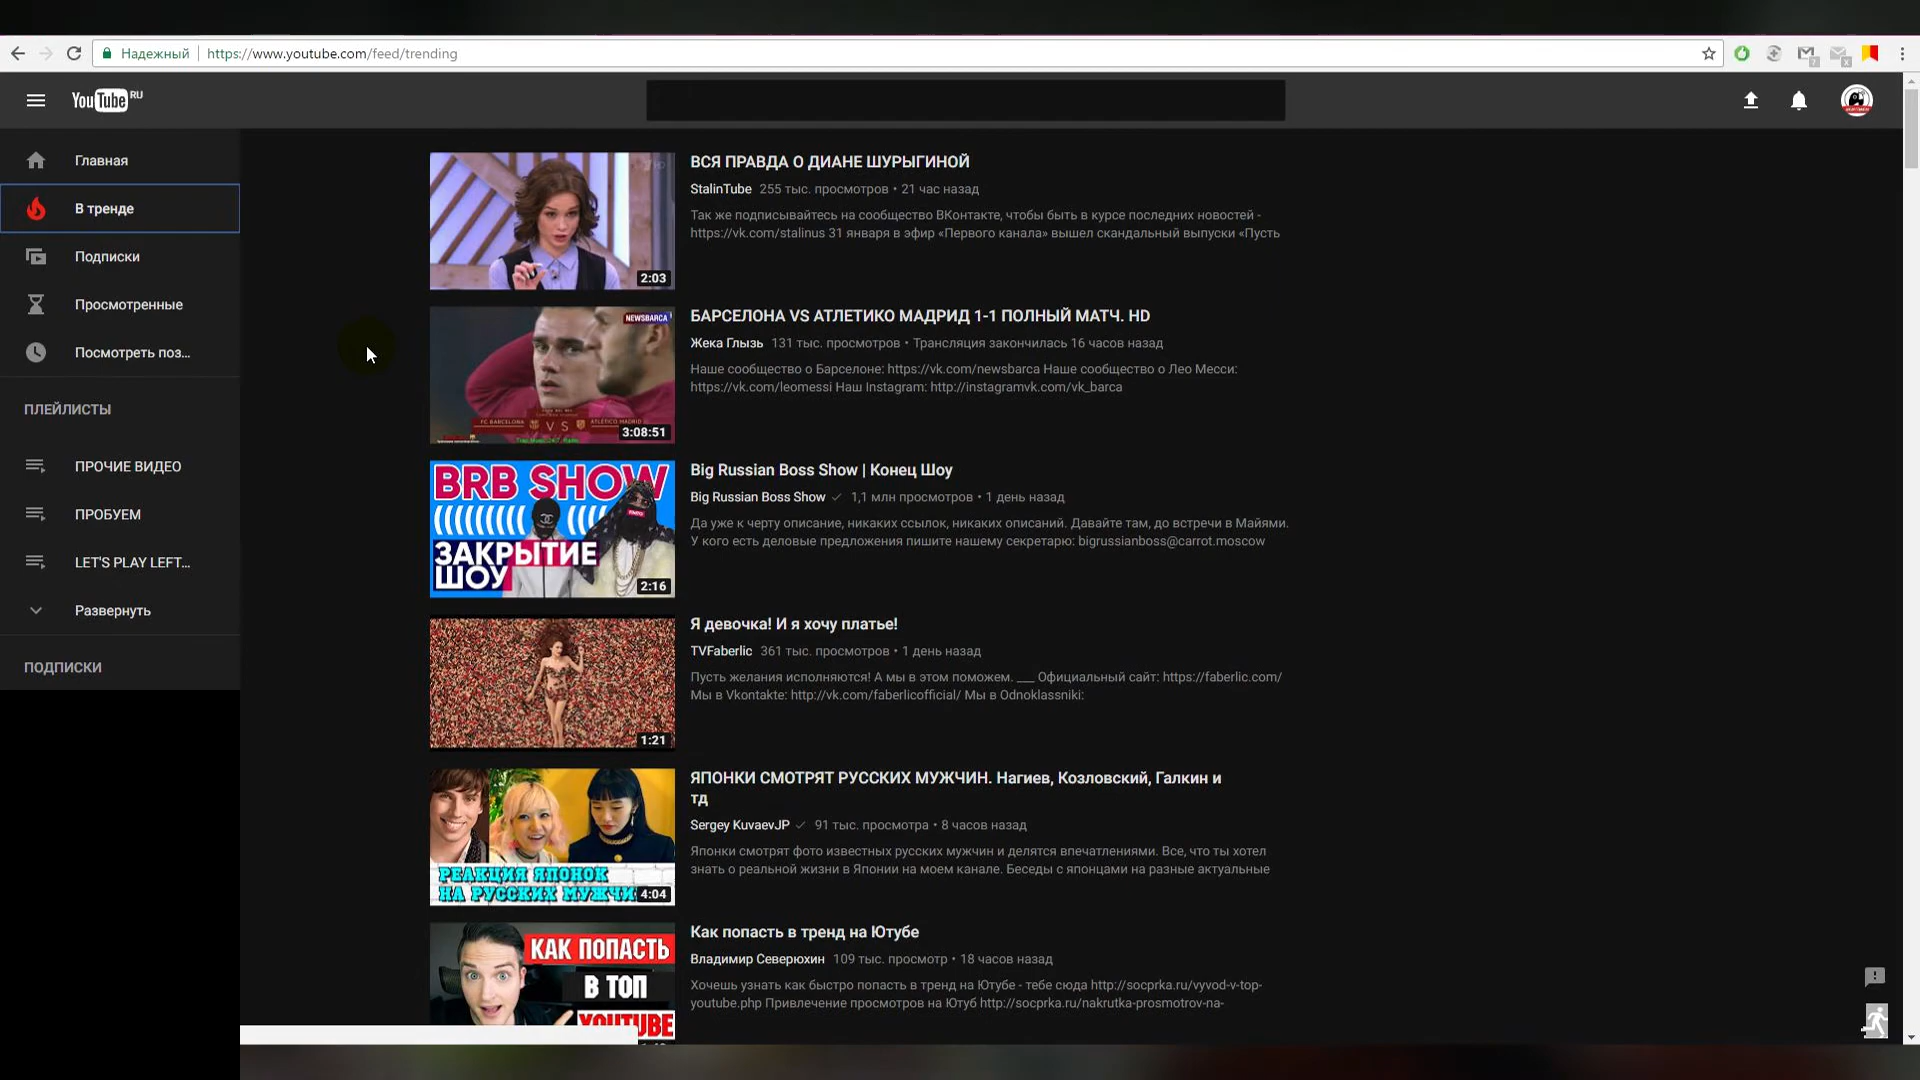 Надежный https://www.youtube.com/feed/trending
YouTube RU
Главная
В тренде
Подписки
Просмотренные
Посмотреть поз...
ПЛЕЙЛИСТЫ
ПРОЧИЕ ВИДЕО
ПРОБУЕМ
LET'S PLAY LEFT...
Развернуть
ПОДПИСКИ
2:03
ВСЯ ПРАВДА О ДИАНЕ ШУРЫГИНОЙ
StalinTube 255 тыс. просмотров • 21 час назад
Так же подписывайтесь на сообщество ВКонтакте, чтобы быть в курсе последних новостей -
https://vk.com/stalinus 31 января в эфир «Первого канала» вышел скандальный выпуски «Пусть
NEWSBARCA
FC BARCELONA VS ATLÉTICO MADRID
3:08:51
БАРСЕЛОНА VS АТЛЕТИКО МАДРИД 1-1 ПОЛНЫЙ МАТЧ. HD
Жека Глызь 131 тыс. просмотров • Трансляция закончилась 16 часов назад
Наше сообщество о Барселоне: https://vk.com/newsbarca Наше сообщество о Лео Месси:
https://vk.com/leomessi Наш Instagram: http://instagramvk.com/vk_barca
BRB SHOW
ЗАКРЫТИЕ
ШОУ
2:16
Big Russian Boss Show | Конец Шоу
Big Russian Boss Show 1,1 млн просмотров • 1 день назад
Да уже к черту описание, никаких ссылок, никаких описаний. Давайте там, до встречи в Майями.
У кого есть деловые предложения пишите нашему секретарю: bigrussianboss@carrot.moscow
1:21
Я девочка! И я хочу платье!
TVFaberlic 361 тыс. просмотров • 1 день назад
Пусть желания исполняются! А мы в этом поможем. ___ Официальный сайт: https://faberlic.com/
Мы в Vkontakte: http://vk.com/faberlicofficial/ Мы в Odnoklassniki:
РЕАКЦИЯ ЯПОНОК
НА РУССКИХ МУЖЧИ
4:04
ЯПОНКИ СМОТРЯТ РУССКИХ МУЖЧИН. Нагиев, Козловский, Галкин и
тд
Sergey KuvaevJP 91 тыс. просмотра • 8 часов назад
Японки смотрят фото известных русских мужчин и делятся впечатлениями. Все, что ты хотел
знать о реальной жизни в Японии на моем канале. Беседы с японцами на разные актуальные
КАК ПОПАСТЬ
В ТОП
YOUTUBE
Как попасть в тренд на Ютубе
Владимир Северюхин 109 тыс. просмотр • 18 часов назад
Хочешь узнать как быстро попасть в тренд на Ютубе - тебе сюда http://socprka.ru/vyvod-v-top-
youtube.php Привлечение просмотров на Ютуб http://socprka.ru/nakrutka-prosmotrov-na-